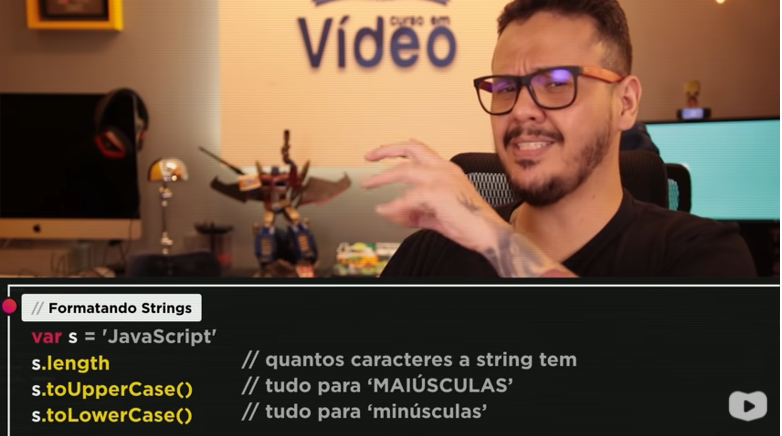 curso em
Vídeo
// Formatando Strings
var s = 'JavaScript'
s.length // quantos caracteres a string tem
s.toUpperCase() // tudo para ‘MAIÚSCULAS’
s.toLowerCase() // tudo para ‘minúsculas’